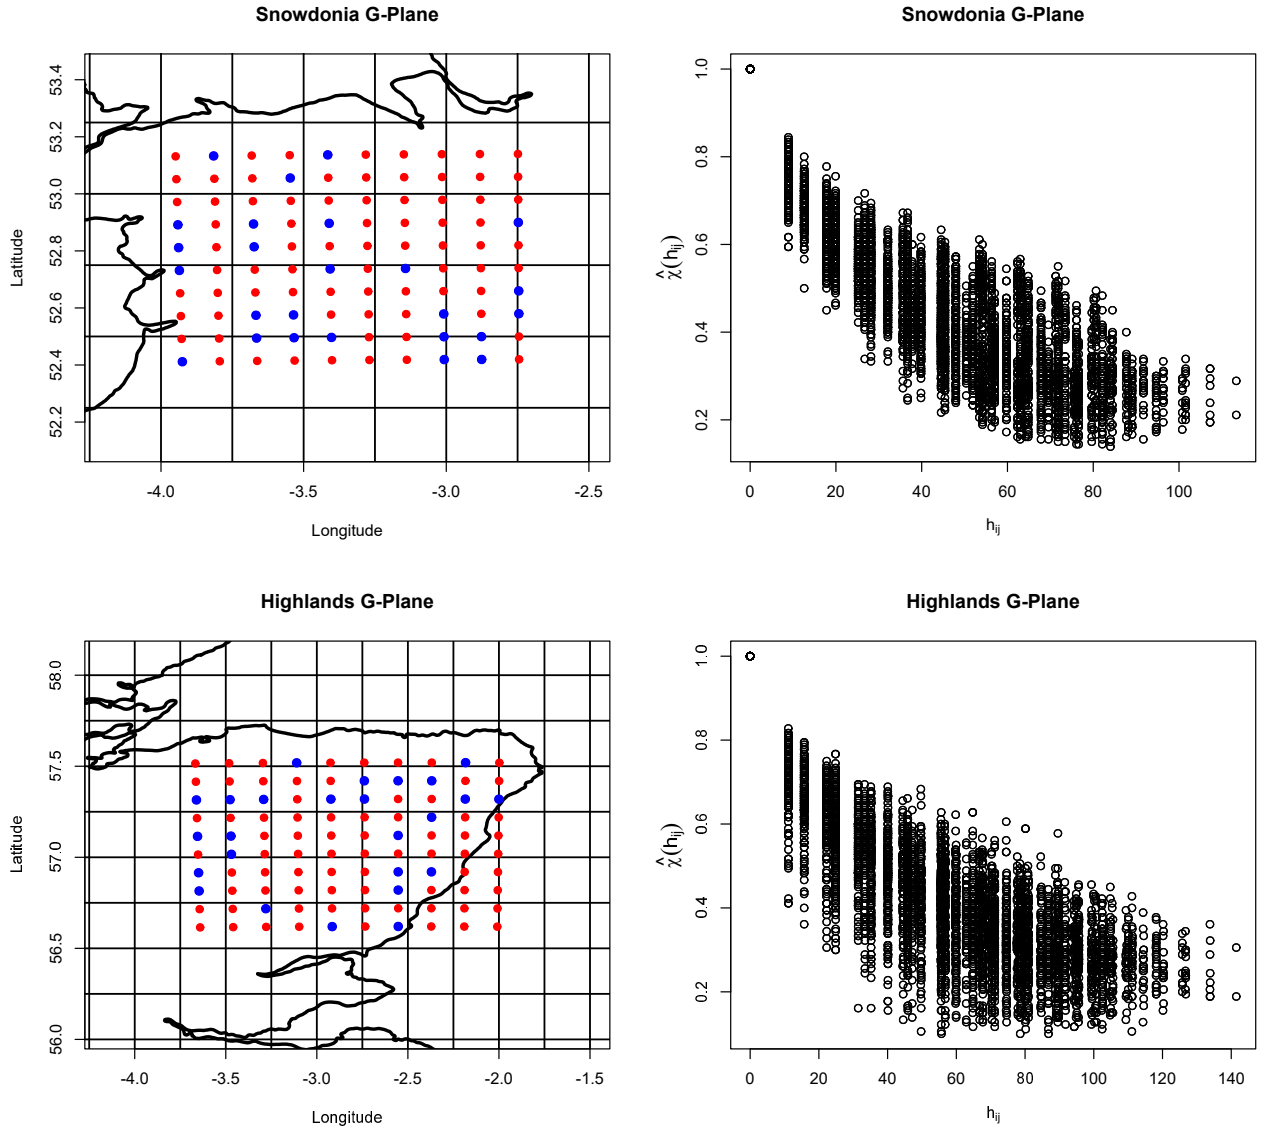 Snowdonia G-Plane
53.4
53.2
53.0
52.8
52.6
52.4
52.2
Latitude
-4.0 -3.5 -3.0 -2.5
Longitude
Snowdonia G-Plane
1.0
0.8
0.6
0.4
0.2
χ̂(hij)
0 20 40 60 80 100
hij
Highlands G-Plane
58.0
57.5
57.0
56.5
56.0
Latitude
-4.0 -3.5 -3.0 -2.5 -2.0 -1.5
Longitude
Highlands G-Plane
1.0
0.8
0.6
0.4
0.2
χ̂(hij)
0 20 40 60 80 100 120 140
hij